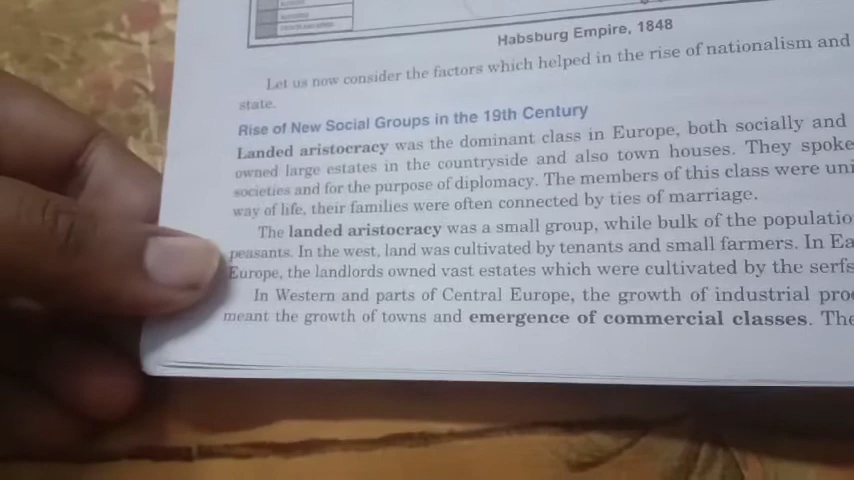 Habsburg Empire, 1848
Let us now consider the factors which helped in the rise of nationalism and
state.
Rise of New Social Groups in the 19th Century
Landed aristocracy was the dominant class in Europe, both socially and
owned large estates in the countryside and also town houses. They spoke
societies and for the purpose of diplomacy. The members of this class were uni
way of life, their families were often connected by ties of marriage.
The landed aristocracy was a small group, while bulk of the populatio
peasants. In the west, land was cultivated by tenants and small farmers. In Ea
Europe, the landlords owned vast estates which were cultivated by the serfs
In Western and parts of Central Europe, the growth of industrial pro
meant the growth of towns and emergence of commercial classes. The